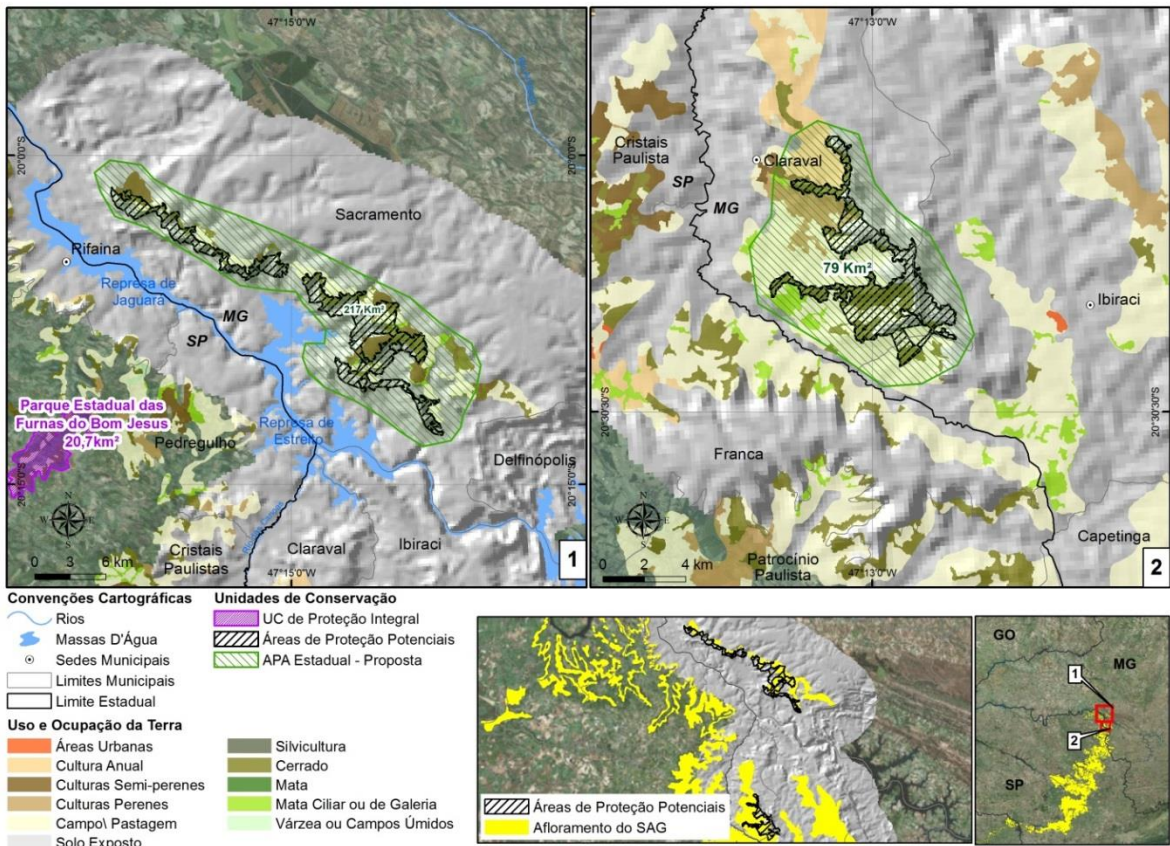 47°15'0"O
1
20°0'0"S
Sacramento
Rifaina
Represa de
Jaguará
MG
SP
217 Km²
Parque Estadual das
Furnas do Bom Jesus
20,7km²
Pedregulho
Represa de
Estreito
Delfinópolis
20°15'0"S
N
W E
S
0 3 6 km
Cristais
Paulistas
Claraval
Ibiraci
47°15'0"O
1
2
47°13'0"O
Cristais
Paulista
Claraval
SP
MG
79 Km²
Ibiraci
20°30'30"S
20°30'30"S
Franca
N
W E
S
0 2 4 km
Patrocínio
Paulista
47°13'0"O
Capetinga
2
Convenções Cartográficas
Rios
Massas D'Água
Sedes Municipais
Limites Municipais
Limite Estadual
Unidades de Conservação
UC de Proteção Integral
Áreas de Proteção Potenciais
APA Estadual - Proposta
Uso e Ocupação da Terra
Áreas Urbanas
Cultura Anual
Culturas Semi-perenes
Culturas Perenes
Campo\ Pastagem
Solo Exposto
Silvicultura
Cerrado
Mata
Mata Ciliar ou de Galeria
Várzea ou Campos Úmidos
Áreas de Proteção Potenciais
Afloramento do SAG
GO
MG
1
2
SP